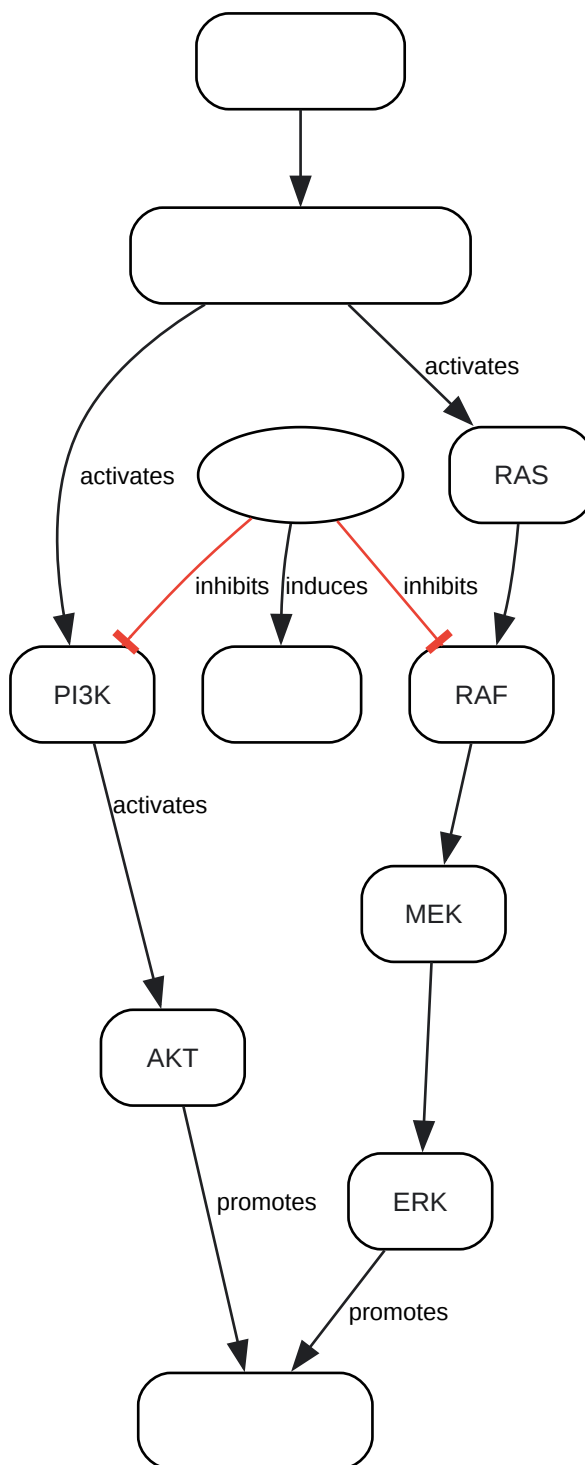 activates
RAS
activates
inhibits
induces
inhibits
PI3K
RAF
activates
MEK
AKT
ERK
promotes
promotes